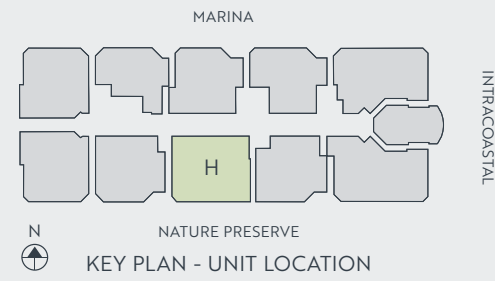 MARINA
INTRACOASTAL
H
N
NATURE PRESERVE
KEY PLAN - UNIT LOCATION